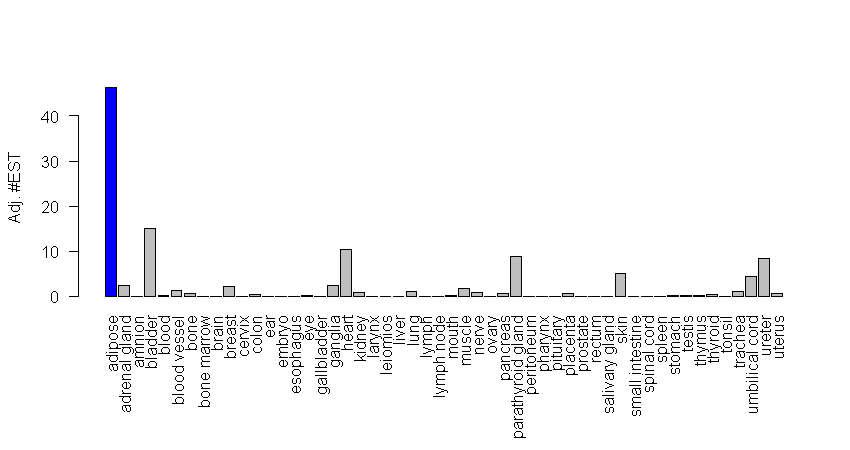 Adj. #EST
40
30
20
10
0
adipose
adrenal gland
amnion
bladder
blood
blood vessel
bone
bone marrow
brain
breast
cervix
colon
ear
embryo
esophagus
eye
gallbladder
ganglia
heart
kidney
larynx
leiomios
liver
lung
lymph
lymph node
mouth
muscle
nerve
ovary
pancreas
parathyroid gland
peritoneum
pharynx
pituitary
placenta
prostate
rectum
salivary gland
skin
small intestine
spinal cord
spleen
stomach
testis
thymus
thyroid
tonsil
trachea
umbilical cord
ureter
uterus